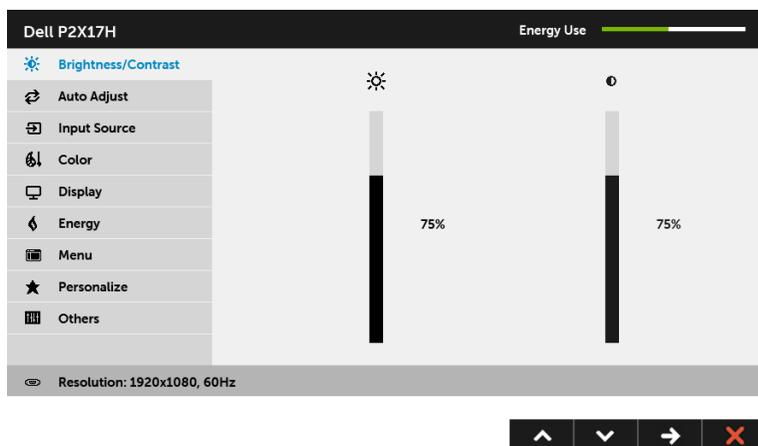 Dell P2X17H
Energy Use
Brightness/Contrast
Auto Adjust
Input Source
Color
Display
Energy
Menu
Personalize
Others
75%
75%
Resolution: 1920x1080, 60Hz